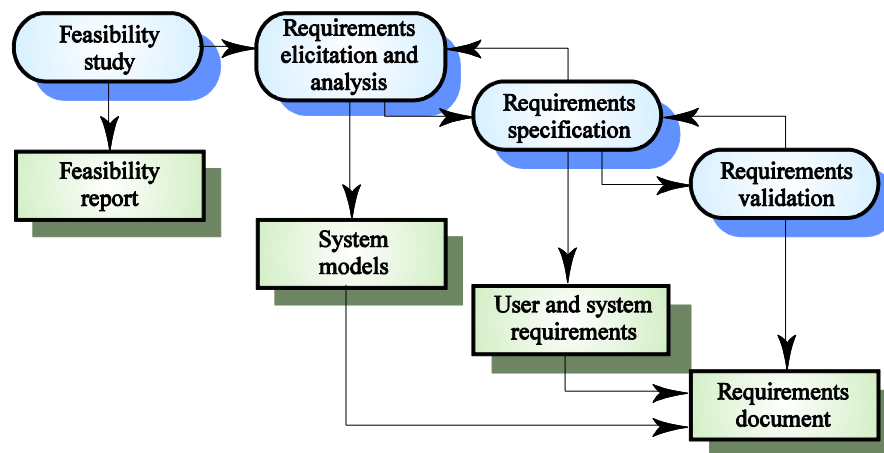 Feasibility
study
Requirements
elicitation and
analysis
Requirements
specification
Requirements
validation
Feasibility
report
System
models
User and system
requirements
Requirements
document